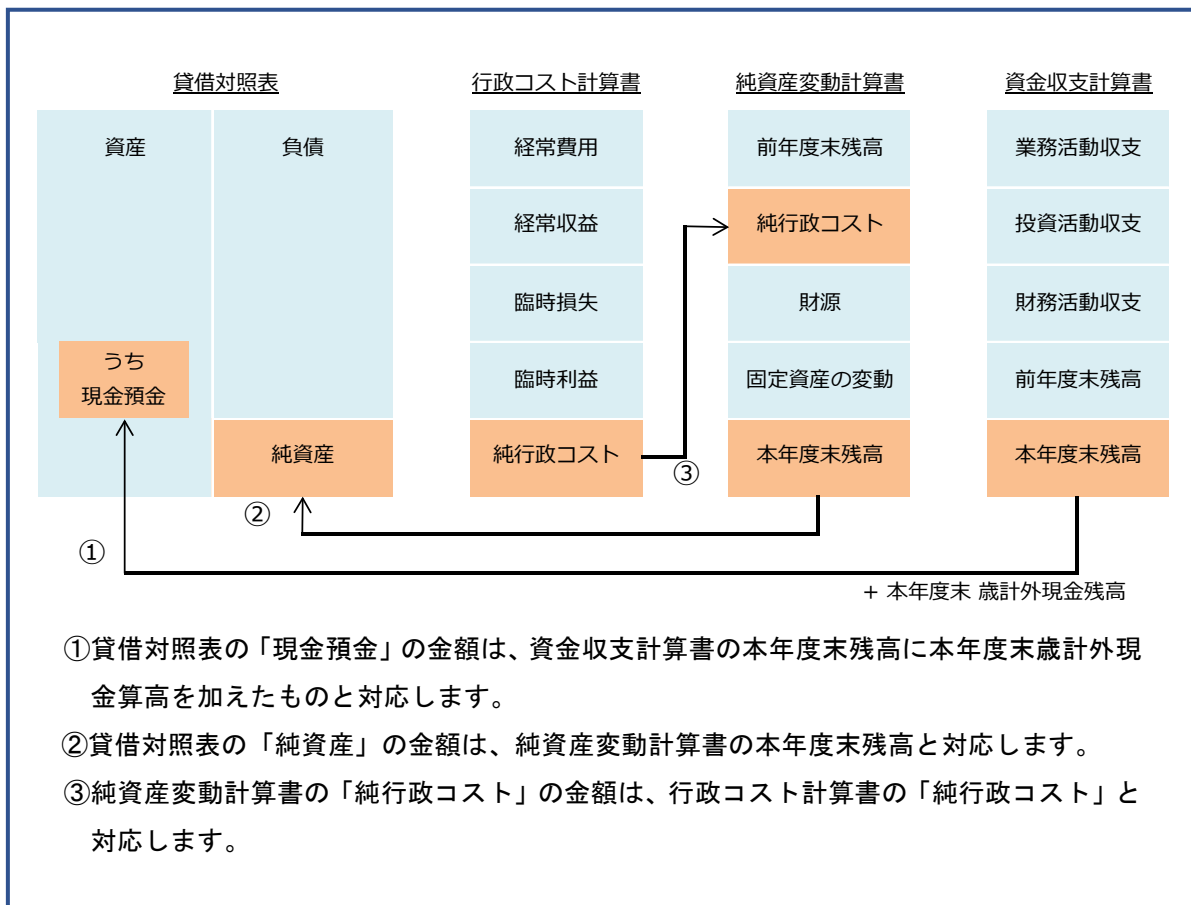 貸借対照表 行政コスト計算書 純資産変動計算書 資金収支計算書
資産 負債 経常費用 前年度末残高 業務活動収支
経常収益 純行政コスト 投資活動収支
臨時損失 財源 財務活動収支
うち
現金預金 臨時利益 固定資産の変動 前年度末残高
純資産 純行政コスト 本年度末残高 本年度末残高
③
②
①
+ 本年度末 歳計外現金残高
①貸借対照表の「現金預金」の金額は、資金収支計算書の本年度末残高に本年度末歳計外現
金算高を加えたものと対応します。
②貸借対照表の「純資産」の金額は、純資産変動計算書の本年度末残高と対応します。
③純資産変動計算書の「純行政コスト」の金額は、行政コスト計算書の「純行政コスト」と
対応します。